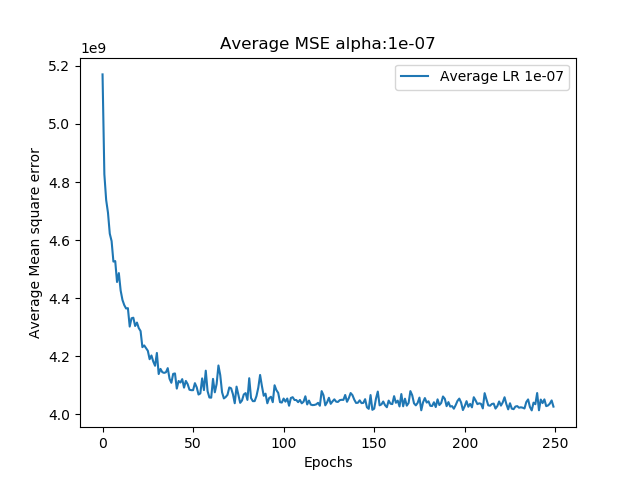 Average MSE alpha:1e-07
1e9
Average LR 1e-07
5.2
5.0
4.8
4.6
4.4
4.2
4.0
Average Mean square error
0 50 100 150 200 250
Epochs